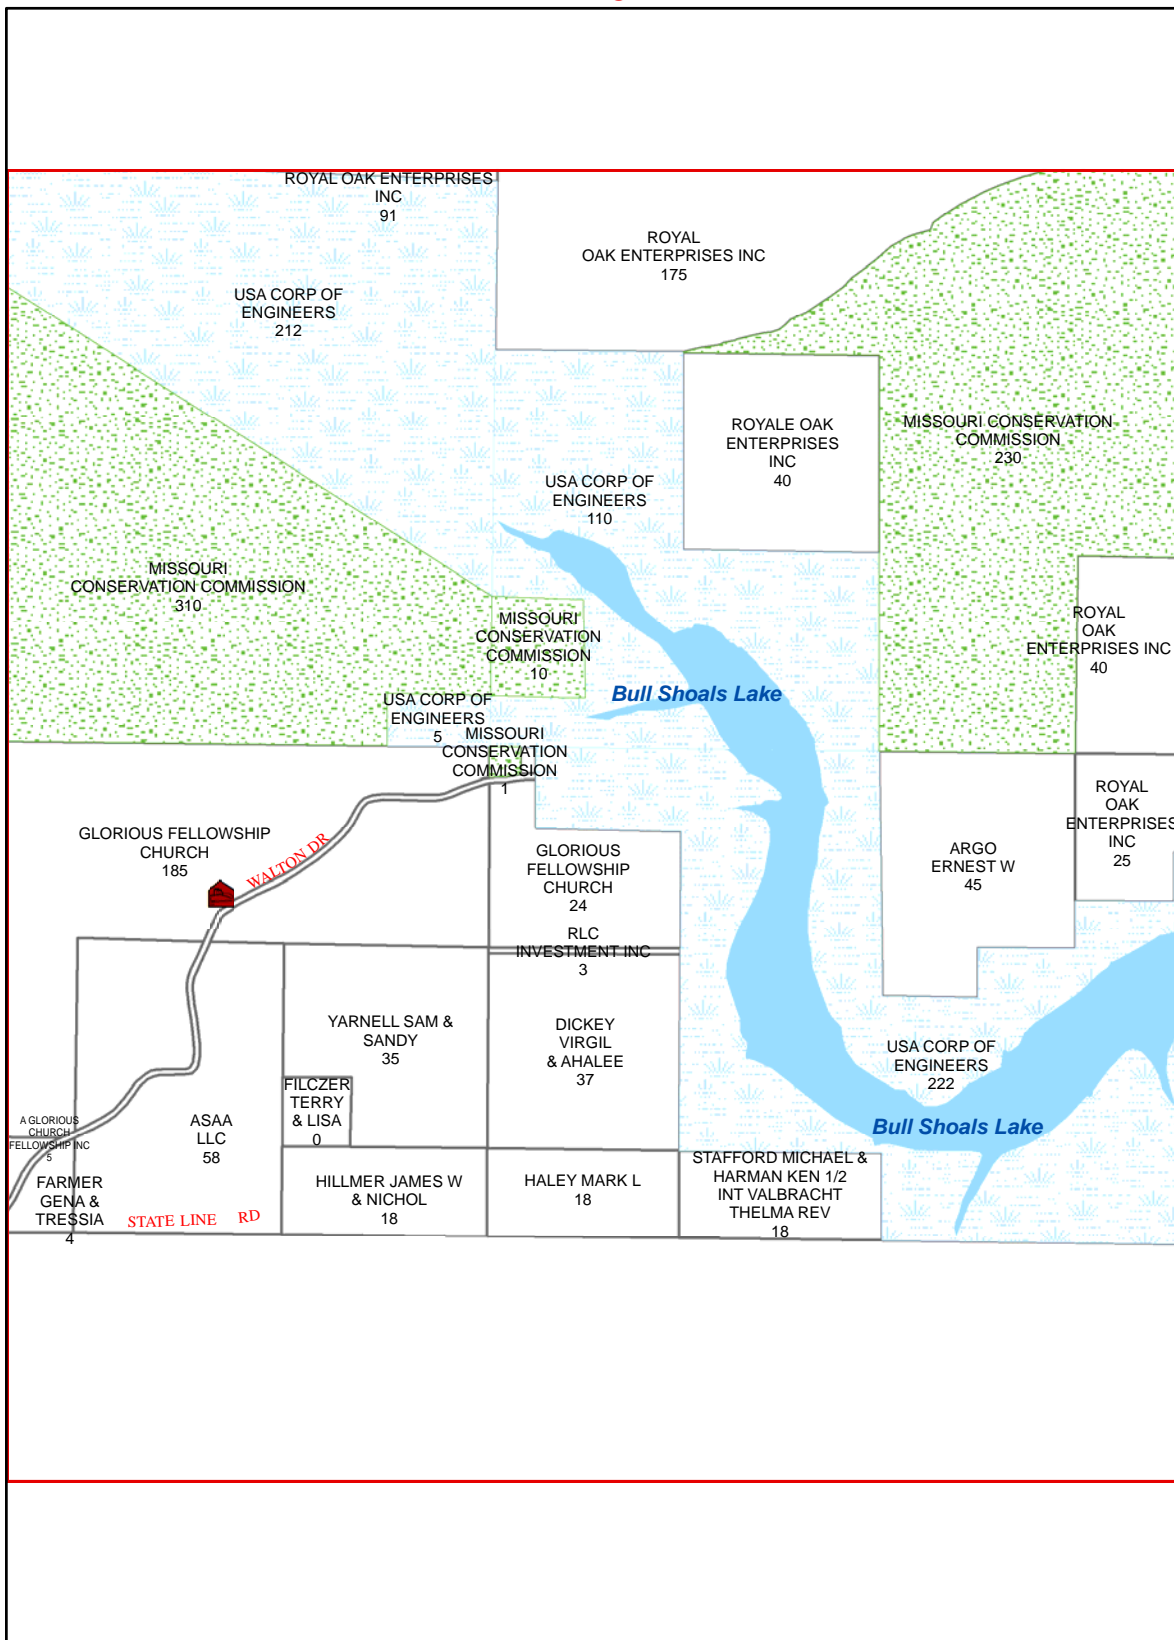 ROYAL OAK ENTERPRISES
INC
91
ROYAL
OAK ENTERPRISES INC
175
USA CORP OF
ENGINEERS
212
ROYALE OAK
ENTERPRISES
INC
40
MISSOURI CONSERVATION
COMMISSION
230
USA CORP OF
ENGINEERS
110
MISSOURI
CONSERVATION COMMISSION
310
MISSOURI
CONSERVATION
COMMISSION
10
ROYAL
OAK
ENTERPRISES INC
40
Bull Shoals Lake
USA CORP OF
ENGINEERS
5
MISSOURI
CONSERVATION
COMMISSION
1
GLORIOUS FELLOWSHIP
CHURCH
185
WALTON DR
GLORIOUS
FELLOWSHIP
CHURCH
24
ARGO
ERNEST W
45
ROYAL
OAK
ENTERPRISES
INC
25
RLC
INVESTMENT INC
3
YARNELL SAM &
SANDY
35
DICKEY
VIRGIL
& AHALEE
37
USA CORP OF
ENGINEERS
222
FILCZER
TERRY
& LISA
0
ASAA
LLC
58
A GLORIOUS
CHURCH
FELLOWSHIP INC
5
Bull Shoals Lake
FARMER
GENA &
TRESSIA
4
HILLMER JAMES W
& NICHOL
18
HALEY MARK L
18
STAFFORD MICHAEL &
HARMAN KEN 1/2
INT VALBRACHT
THELMA REV
18
STATE LINE RD